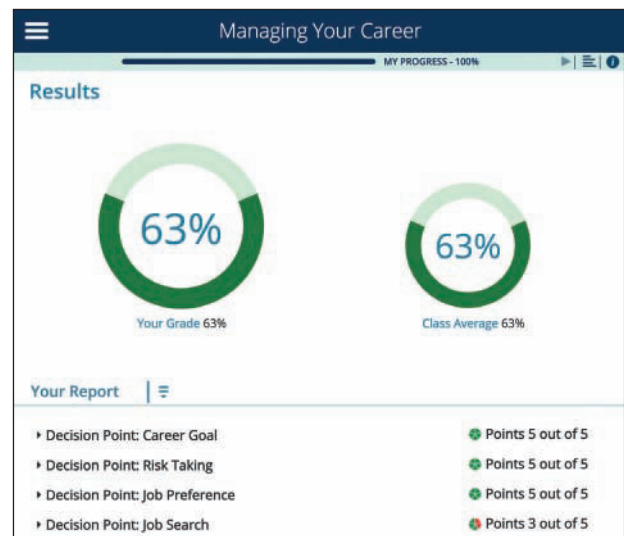 Managing Your Career
MY PROGRESS - 100%
Results
63%
63%
Your Grade 63%
Class Average 63%
Your Report
Decision Point: Career Goal Points 5 out of 5
Decision Point: Risk Taking Points 5 out of 5
Decision Point: Job Preference Points 5 out of 5
Decision Point: Job Search Points 3 out of 5